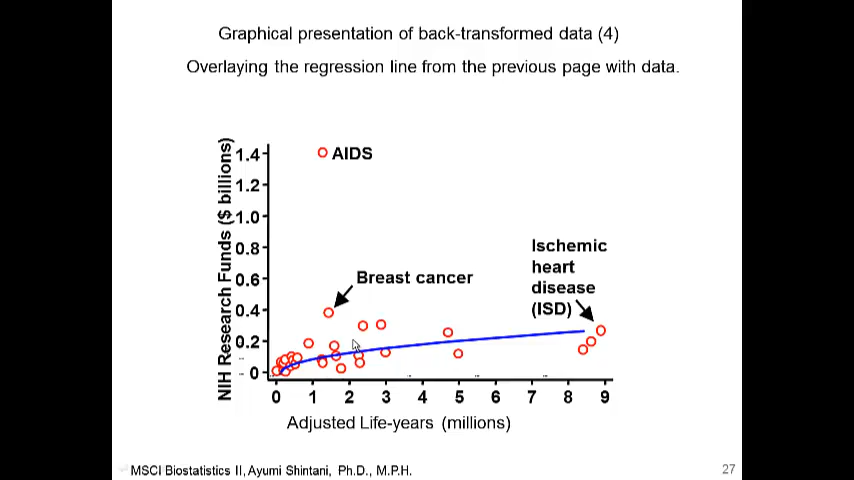 Graphical presentation of back-transformed data (4)
Overlaying the regression line from the previous page with data.
NIH Research Funds ($ billions)
1.4
1.2
1.0
0.8
0.6
0.4
0.2
0
AIDS
Breast cancer
Ischemic
heart
disease
(ISD)
0 1 2 3 4 5 6 7 8 9
Adjusted Life-years (millions)
MSCI Biostatistics II, Ayumi Shintani, Ph.D., M.P.H.
27